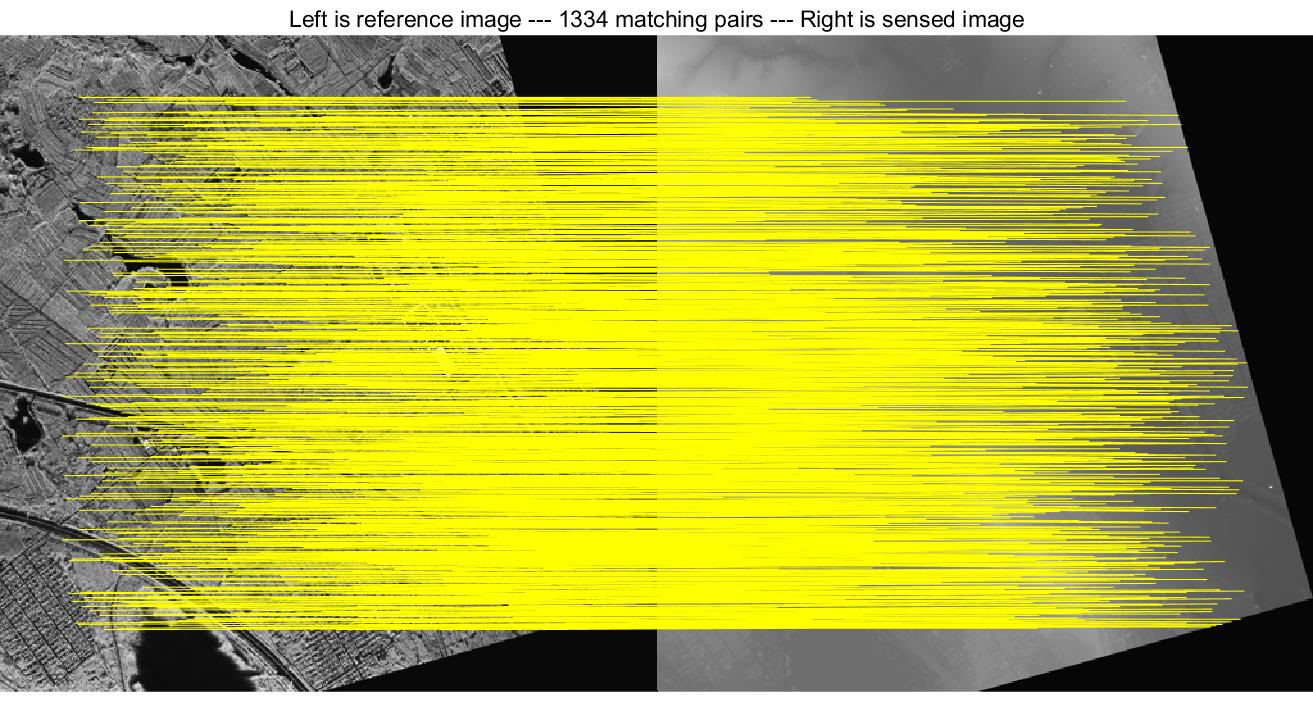 Left is reference image --- 1334 matching pairs --- Right is sensed image